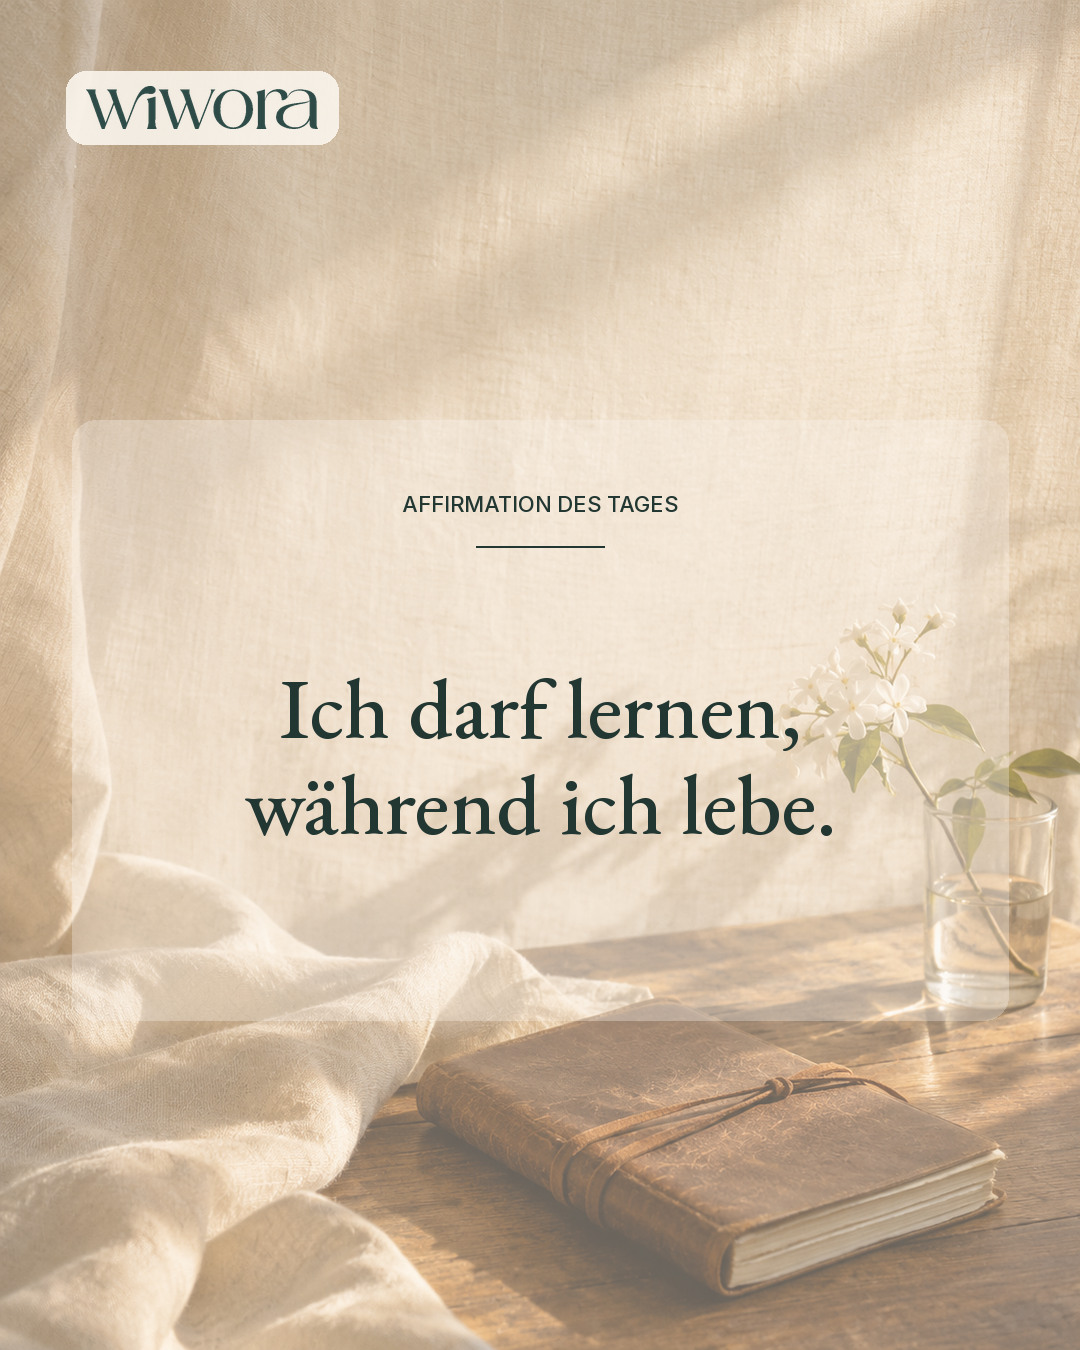 wiwora
AFFIRMATION DES TAGES
Ich darf lernen,
während ich lebe.